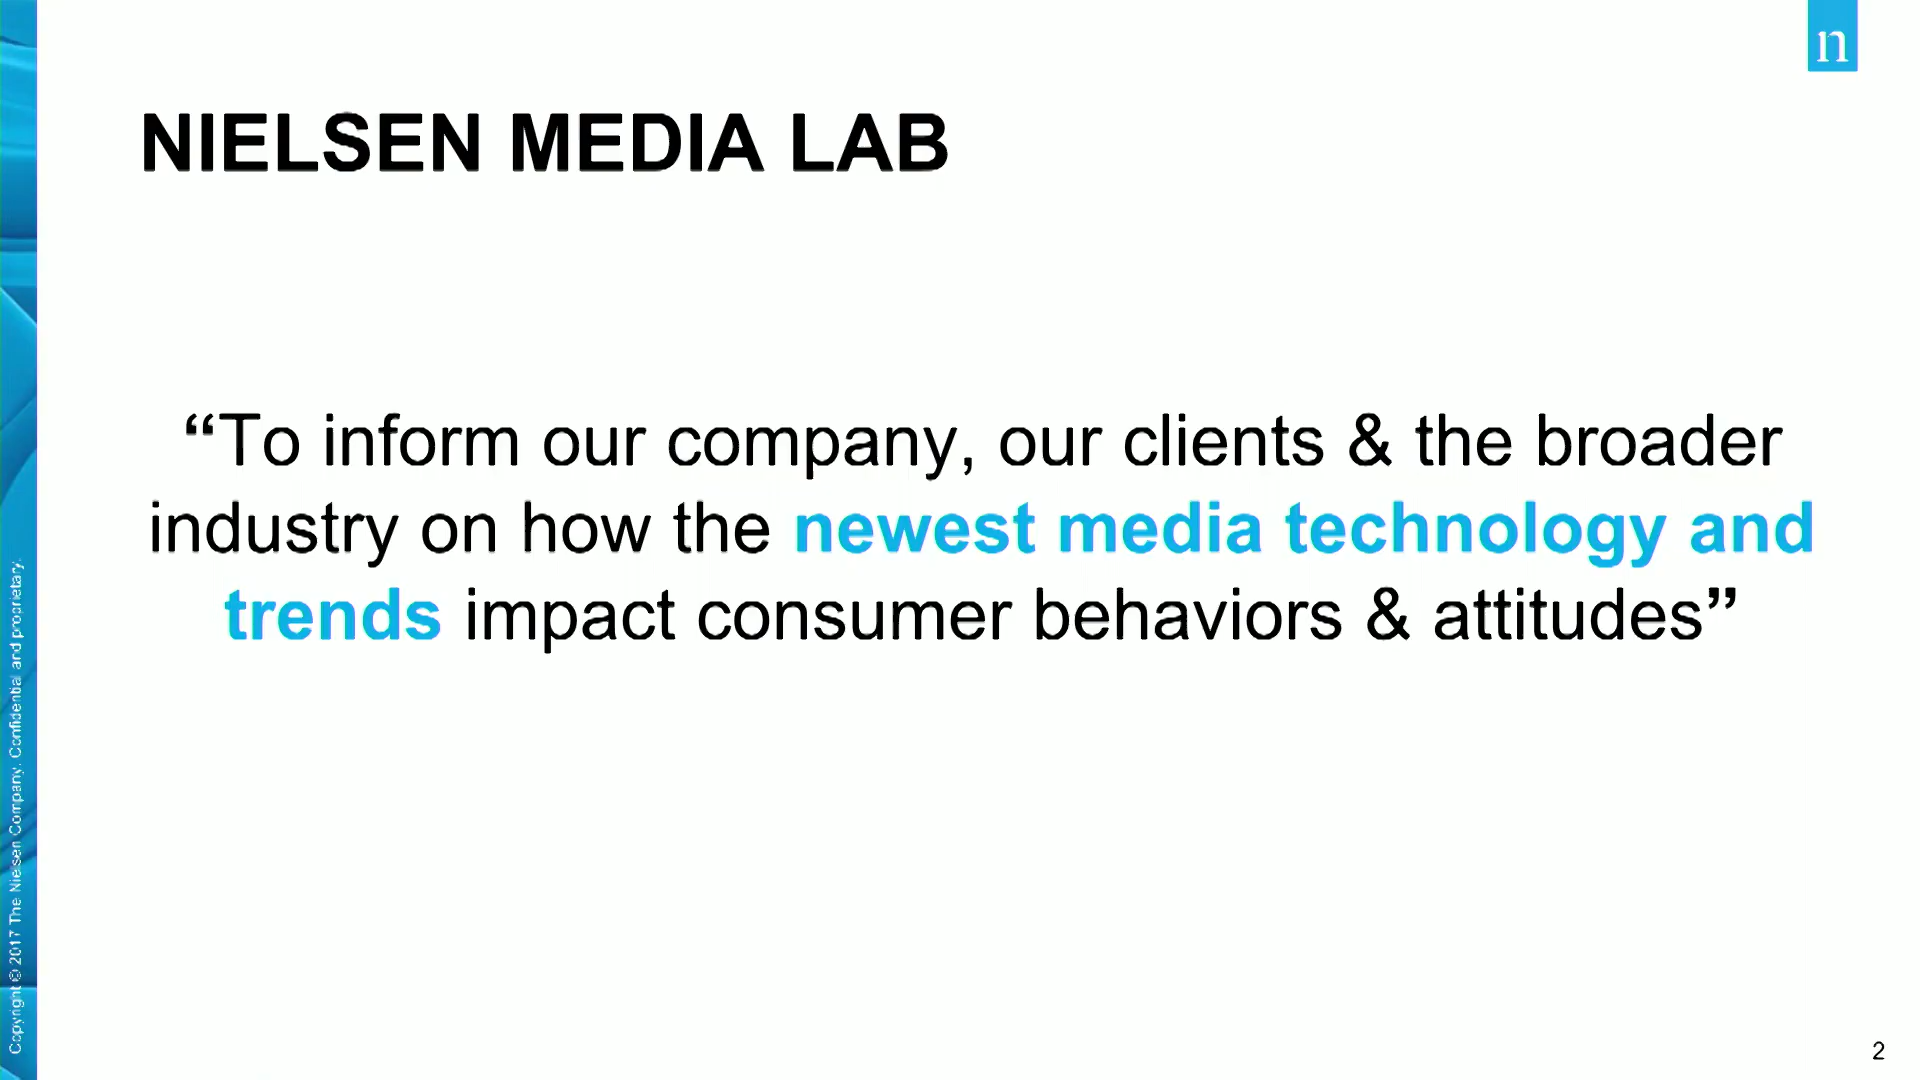 n
NIELSEN MEDIA LAB
“To inform our company, our clients & the broader
industry on how the newest media technology and
trends impact consumer behaviors & attitudes”
Copyright © 2017 The Nielsen Company. Confidential and proprietary.
2